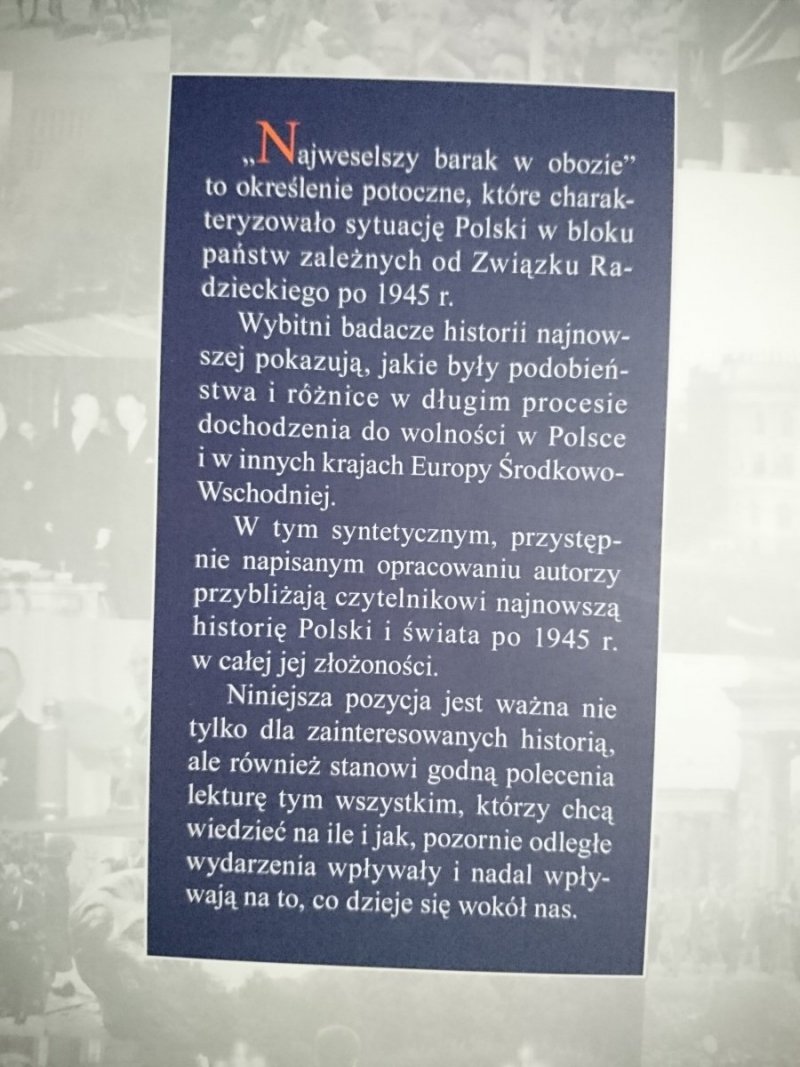 „Najweselszy barak w obozie”
to określenie potoczne, które charak-
teryzowało sytuację Polski w bloku
państw zależnych od Związku Ra-
dzieckiego po 1945 r.
Wybitni badacze historii najnow-
szej pokazują, jakie były podobień-
stwa i różnice w długim procesie
dochodzenia do wolności w Polsce
i w innych krajach Europy Środkowo-
Wschodniej.
W tym syntetycznym, przystęp-
nie napisanym opracowaniu autorzy
przybliżają czytelnikowi najnowszą
historię Polski i świata po 1945 r.
w całej jej złożoności.
Niniejsza pozycja jest ważna nie
tylko dla zainteresowanych historią,
ale również stanowi godną polecenia
lekturę tym wszystkim, którzy chcą
wiedzieć na ile i jak, pozornie odległe
wydarzenia wpływały i nadal wpły-
wają na to, co dzieje się wokół nas.